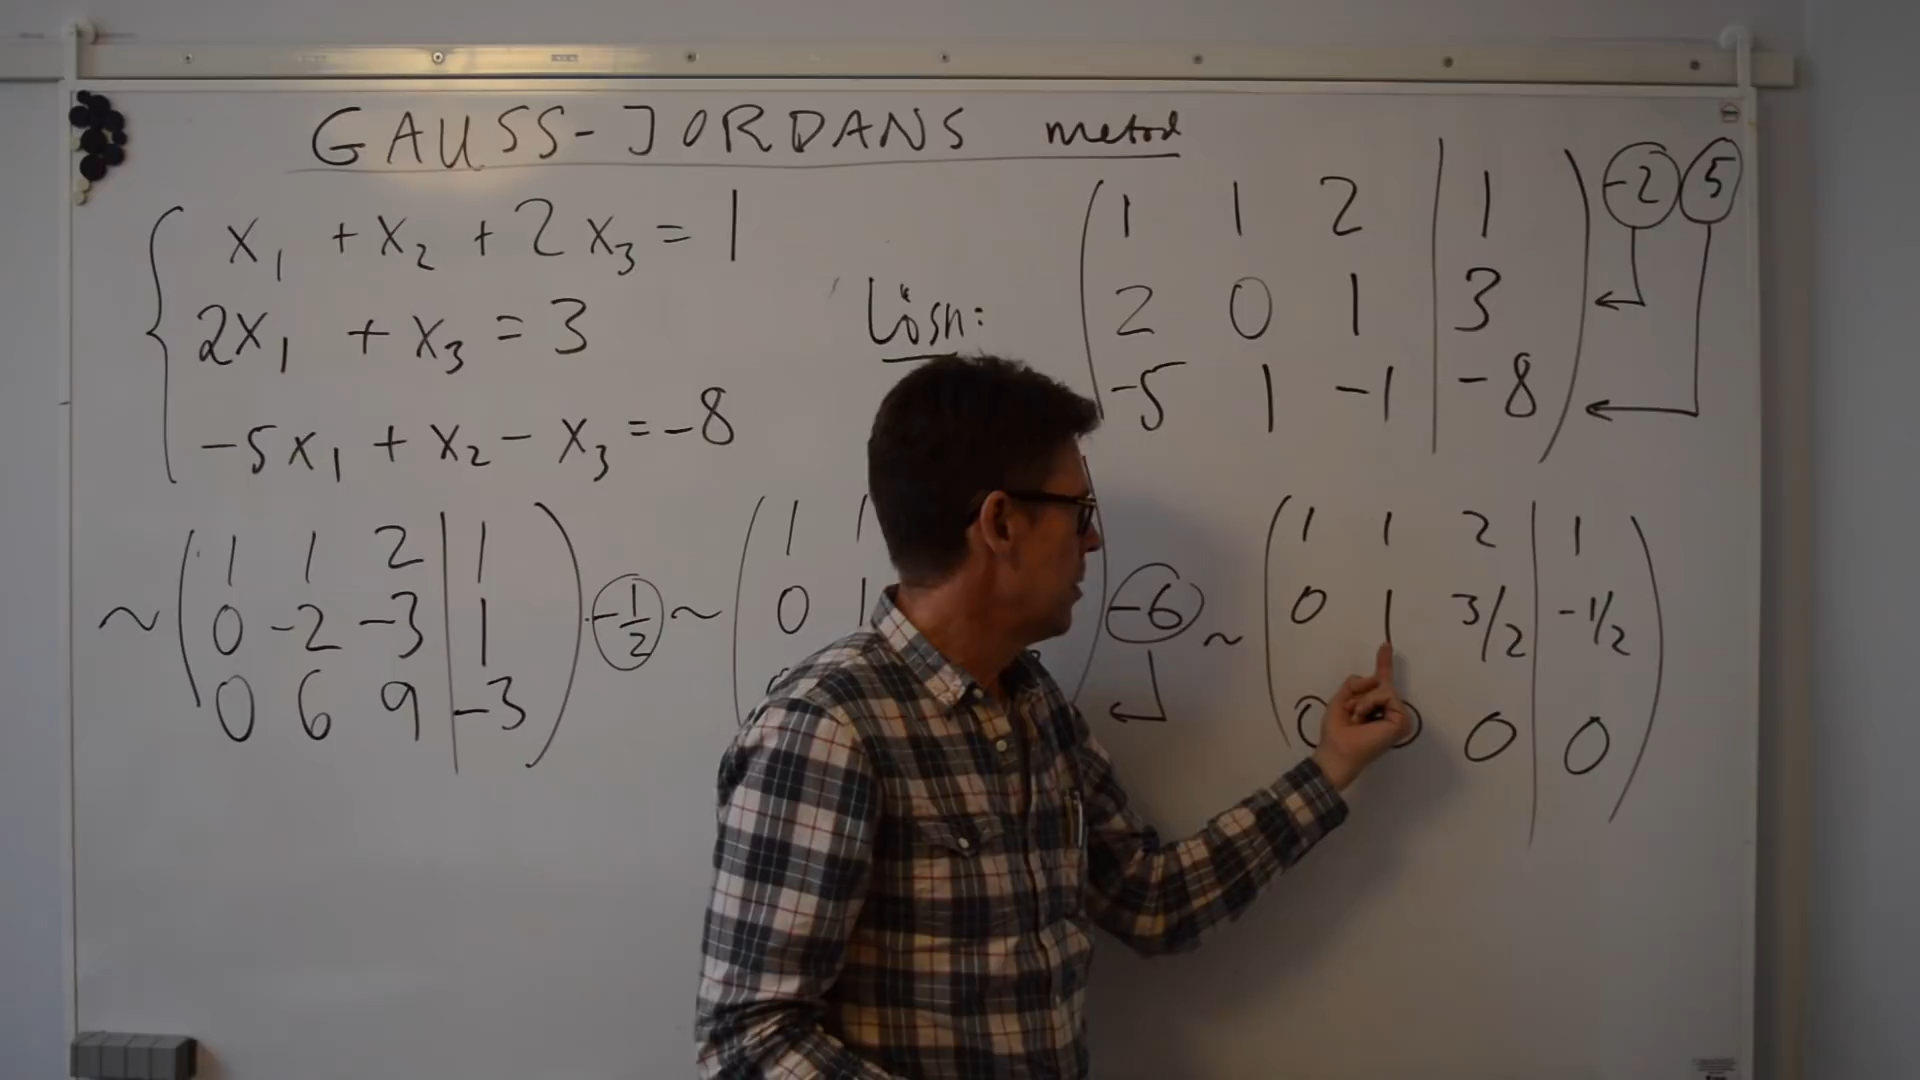 GAUSS-JORDANS metod
x₁ + x₂ + 2x₃ = 1
2x₁ + x₃ = 3
-5x₁ + x₂ - x₃ = -8
Lösn:
1 1 2 | 1 -2 5
2 0 1 | 3
-5 1 -1 | -8
~ 1 1 2 | 1
0 -2 -3 | 1 -1/2
0 6 9 | -3
1 1
~ 0 1 -6
~ 1 1 2 | 1
0 1 3/2 | -1/2
0 0 0 | 0